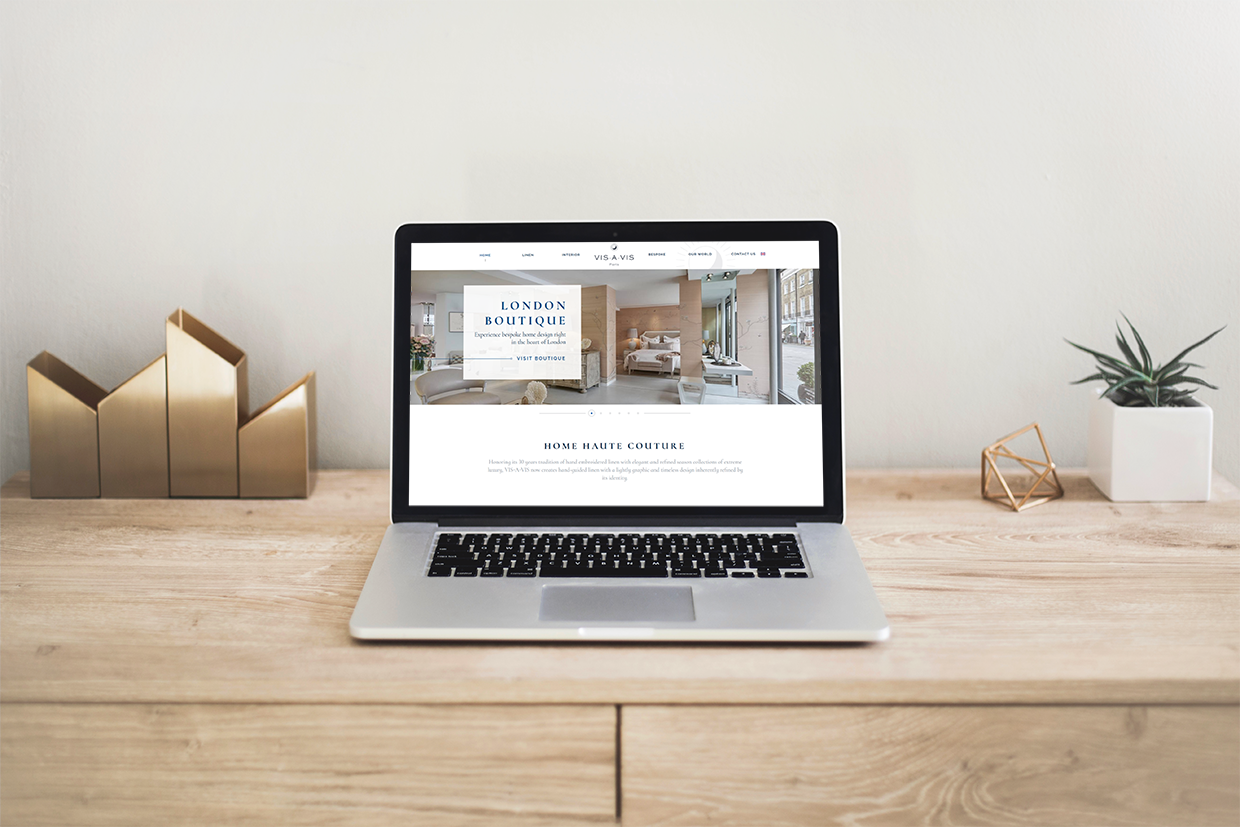 HOME LINEN INTERIOR VIS·A·VIS BESPOKE OUR WORLD CONTACT US
Paris
LONDON
BOUTIQUE
Experience bespoke home design right
in the heart of London
VISIT BOUTIQUE
HOME HAUTE COUTURE
Honoring its 30 years tradition of hand embroidered linen with elegant and refined season collections of extreme
luxury, VIS-A-VIS now creates hand-guided linen with a highly graphic and timeless design inherently refined by
its identity.